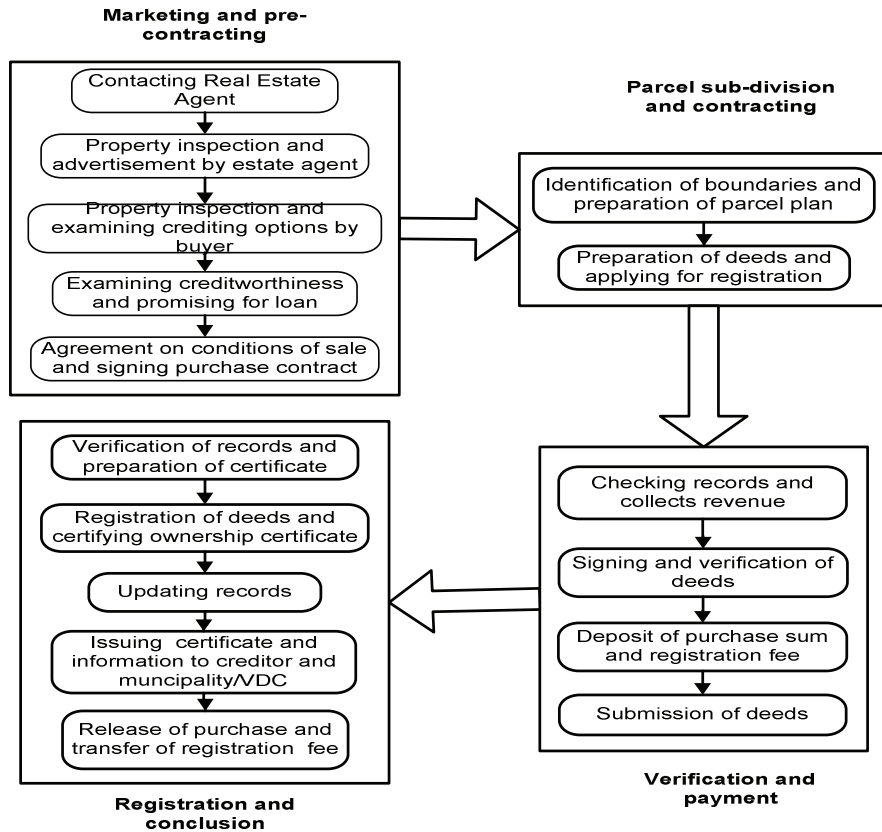 Marketing and pre-
contracting
Contacting Real Estate
Agent
Property inspection and
advertisement by estate agent
Property inspection and
examining crediting options by
buyer
Examining creditworthiness
and promising for loan
Agreement on conditions of sale
and signing purchase contract
Parcel sub-division
and contracting
Identification of boundaries and
preparation of parcel plan
Preparation of deeds and
applying for registration
Checking records and
collects revenue
Signing and verification of
deeds
Deposit of purchase sum
and registration fee
Submission of deeds
Verification and
payment
Verification of records and
preparation of certificate
Registration of deeds and
certifying ownership certificate
Updating records
Issuing certificate and
information to creditor and
muncipality/VDC
Release of purchase and
transfer of registration fee
Registration and
conclusion